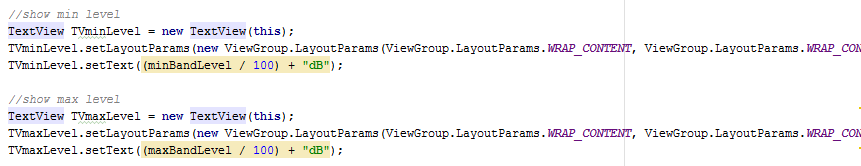 //show min level
TextView TVminLevel = new TextView(this);
TVminLevel.setLayoutParams(new ViewGroup.LayoutParams(ViewGroup.LayoutParams.WRAP_CONTENT, ViewGroup.LayoutParams.WRAP_CON
TVminLevel.setText((minBandLevel / 100) + "dB");
//show max level
TextView TVmaxLevel = new TextView(this);
TVmaxLevel.setLayoutParams(new ViewGroup.LayoutParams(ViewGroup.LayoutParams.WRAP_CONTENT, ViewGroup.LayoutParams.WRAP_CON
TVmaxLevel.setText((maxBandLevel / 100) + "dB");